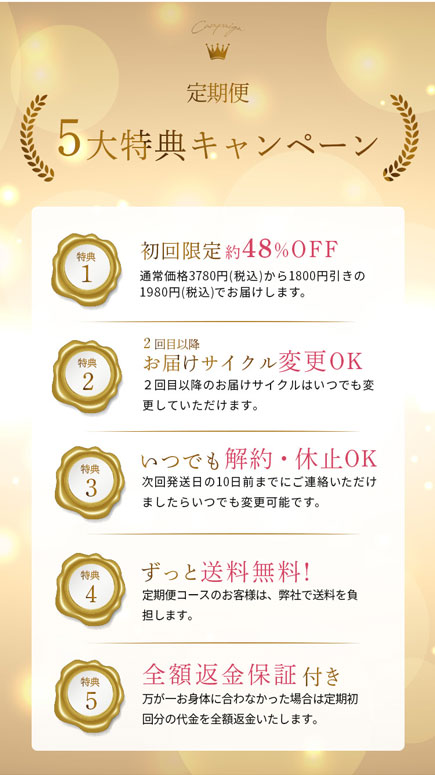 Campaign
定期便
5大特典キャンペーン
特典
1
初回限定 約48%OFF
通常価格3780円(税込)から1800円引きの
1980円(税込)でお届けします。
特典
2
2回目以降
お届けサイクル変更OK
2回目以降のお届けサイクルはいつでも変
更していただけます。
特典
3
いつでも解約・休止OK
次回発送日の10日前までにご連絡いただけ
ましたらいつでも変更可能です。
特典
4
ずっと送料無料!
定期便コースのお客様は、弊社で送料を負
担します。
特典
5
全額返金保証 付き
万が一お身体に合わなかった場合は定期初
回分の代金を全額返金いたします。